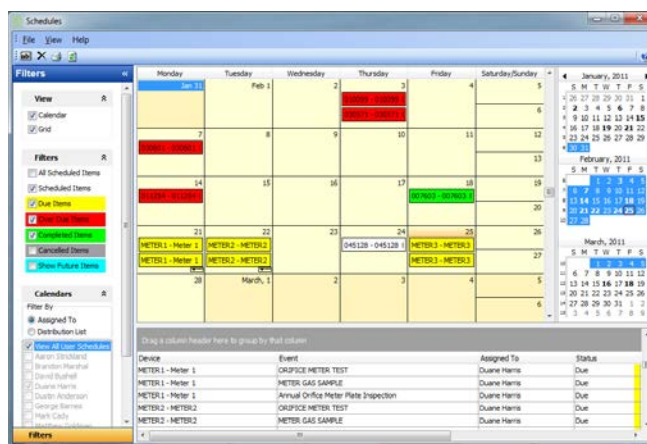 Schedules
File View Help
Filters «
View
Calendar
Grid
Filters
All Scheduled Items
Scheduled Items
Due Items
Over Due Items
Completed Items
Cancelled Items
Show Future Items
Calendars
Filter By
Assigned To
Distribution List
View All User Schedules
Aaron Strickland
Brandon Marshal
David Bushell
Duane Harris
Dustin Anderson
George Barnes
Mark Cady
Filters
Monday Tuesday Wednesday Thursday Friday Saturday/Sunday
Jan 31 Feb 1 2 3 4 5
6
7 8 9 10 11 12
13
14 15 16 17 18 19
007603 - 007603 (
20
21 22 23 24 25 26
METER1 - Meter 1 METER2 - METER2 045128 - 045128 ( METER3 - METER3
METER1 - Meter 1 METER2 - METER2 METER3 - METER3
27
28 March, 1 2 3 4 5
6
January, 2011
S M T W T F S
26 27 28 29 30 31 1
2 3 4 5 6 7 8
9 10 11 12 13 14 15
16 17 18 19 20 21 22
23 24 25 26 27 28 29
30 31
February, 2011
S M T W T F S
1 2 3 4 5
6 7 8 9 10 11 12
13 14 15 16 17 18 19
20 21 22 23 24 25 26
27 28
March, 2011
S M T W T F S
1 2 3 4 5
6 7 8 9 10 11 12
13 14 15 16 17 18 19
20 21 22 23 24 25 26
27 28 29 30 31 1 2
3 4 5 6 7 8 9
Drag a column header here to group by that column
Device Event Assigned To Status
METER1 - Meter 1 ORIFICE METER TEST Duane Harris Due
METER1 - Meter 1 METER GAS SAMPLE Duane Harris Due
METER1 - Meter 1 Annual Orifice Meter Plate Inspection Duane Harris Due
METER2 - METER2 ORIFICE METER TEST Duane Harris Due
METER2 - METER2 METER GAS SAMPLE Duane Harris Due